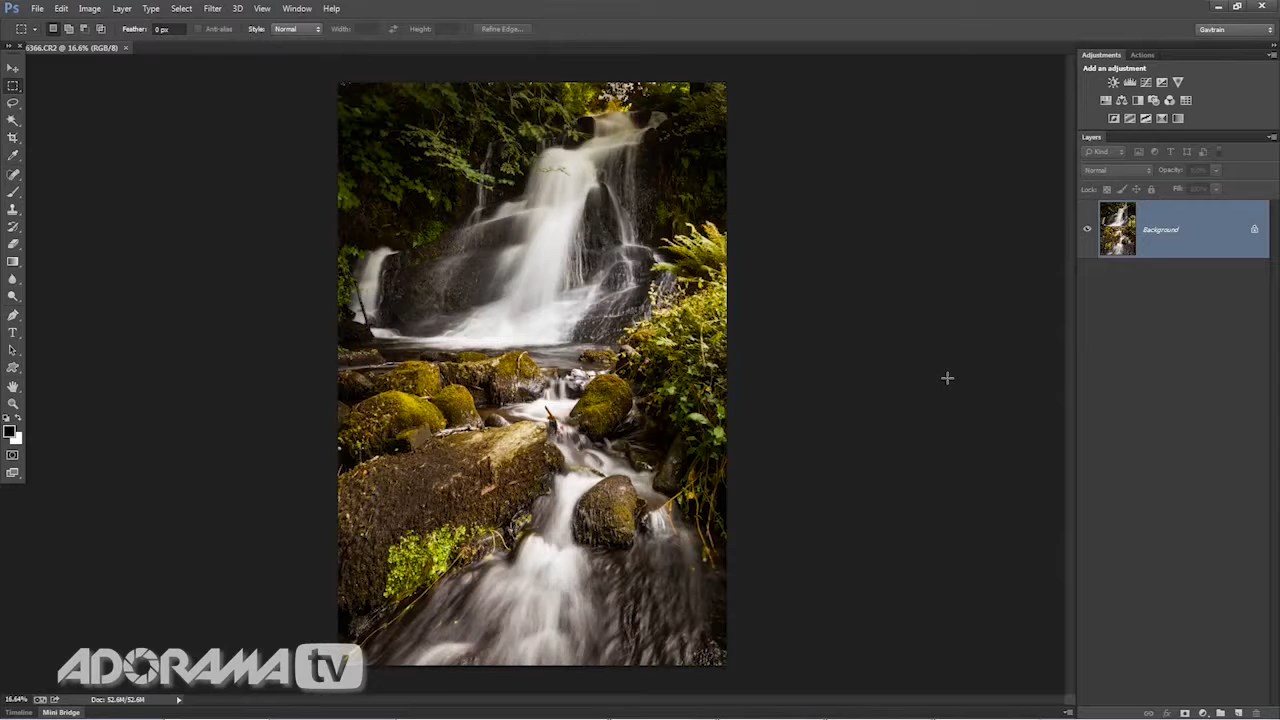 Ps File Edit Image Layer Type Select Filter 3D View Window Help
Feather: 0 px Anti-alias Style: Normal Width: Height: Refine Edge... Gavtrain
6366.CR2 @ 16.6% (RGB/8) ×
Adjustments Actions
Add an adjustment
Layers
Kind
Normal Opacity:
Lock: Fill:
Background
T
ADORAMA tv
16.64% Doc: 52.6M/52.6M
Timeline Mini Bridge